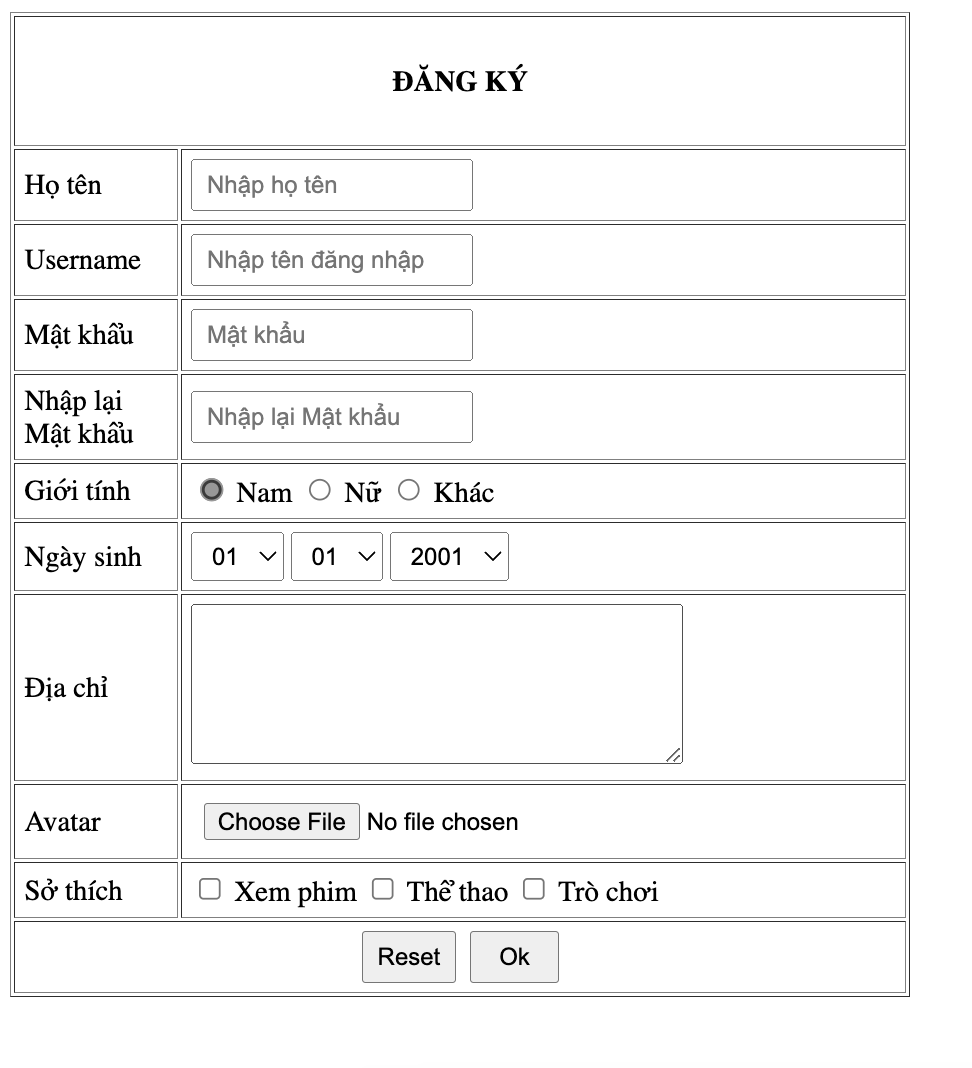 ĐĂNG KÝ
Họ tên Nhập họ tên
Username Nhập tên đăng nhập
Mật khẩu Mật khẩu
Nhập lại
Mật khẩu Nhập lại Mật khẩu
Giới tính Nam Nữ Khác
Ngày sinh 01 01 2001
Địa chỉ
Avatar Choose File No file chosen
Sở thích Xem phim Thể thao Trò chơi
Reset Ok